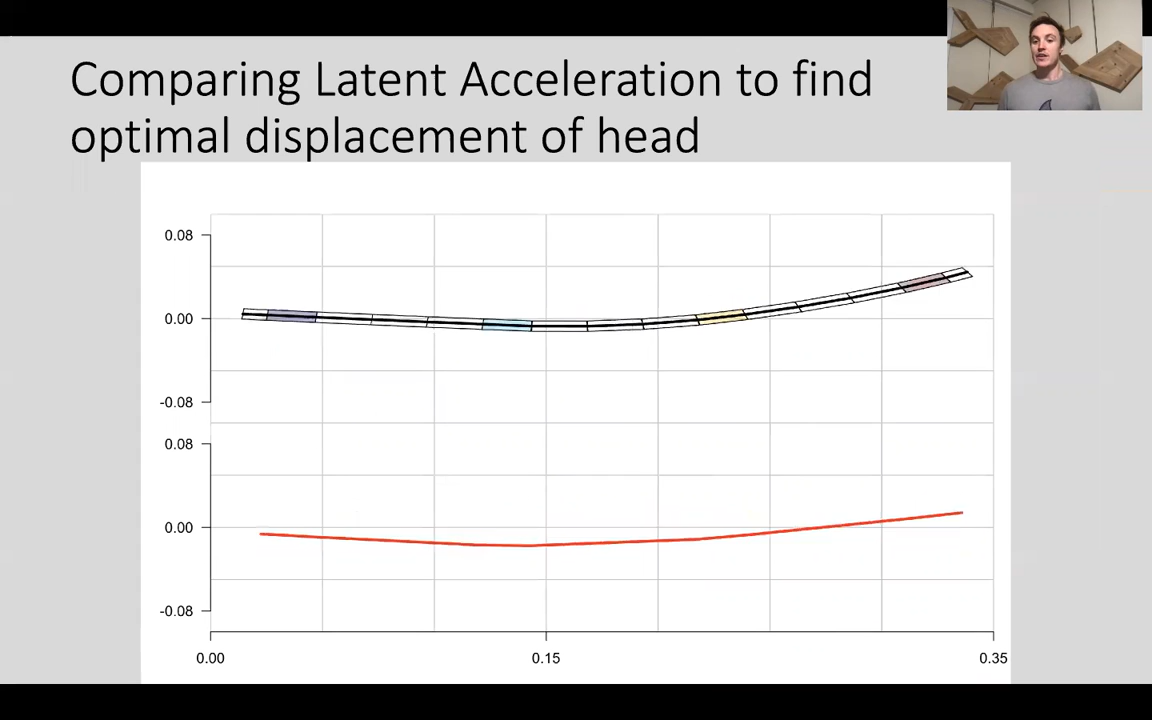 Comparing Latent Acceleration to find
optimal displacement of head
0.08
0.00
-0.08
0.08
0.00
-0.08
0.00 0.15 0.35